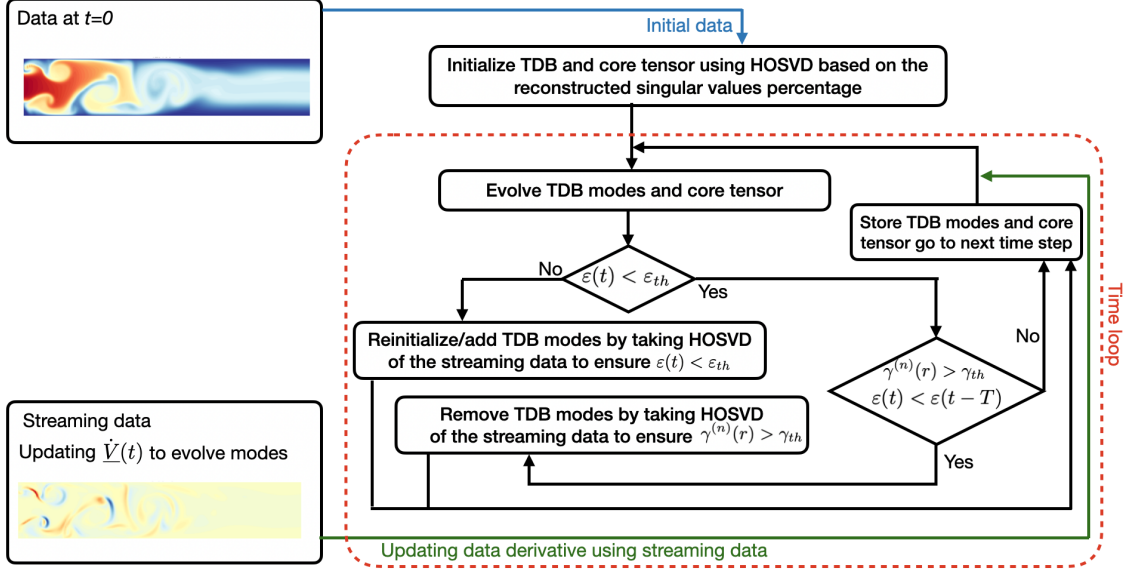 Data at t=0
Initial data
Initialize TDB and core tensor using HOSVD based on the
reconstructed singular values percentage
Evolve TDB modes and core tensor
Store TDB modes and core
tensor go to next time step
ε(t) < ε_th
No
Yes
Reinitialize/add TDB modes by taking HOSVD
of the streaming data to ensure ε(t) < ε_th
γ^(n)(r) > γ_th
ε(t) < ε(t − T)
No
Yes
Remove TDB modes by taking HOSVD
of the streaming data to ensure γ^(n)(r) > γ_th
Time loop
Streaming data
Updating V̲̇(t) to evolve modes
Updating data derivative using streaming data